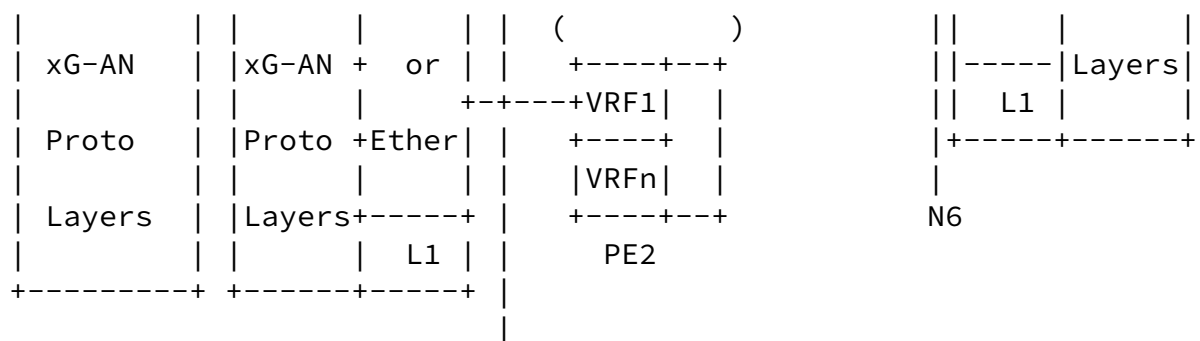 xG-AN xG-AN or Layers
VRF1 L1
Proto Proto Ether
VRFn
Layers Layers N6
L1 PE2